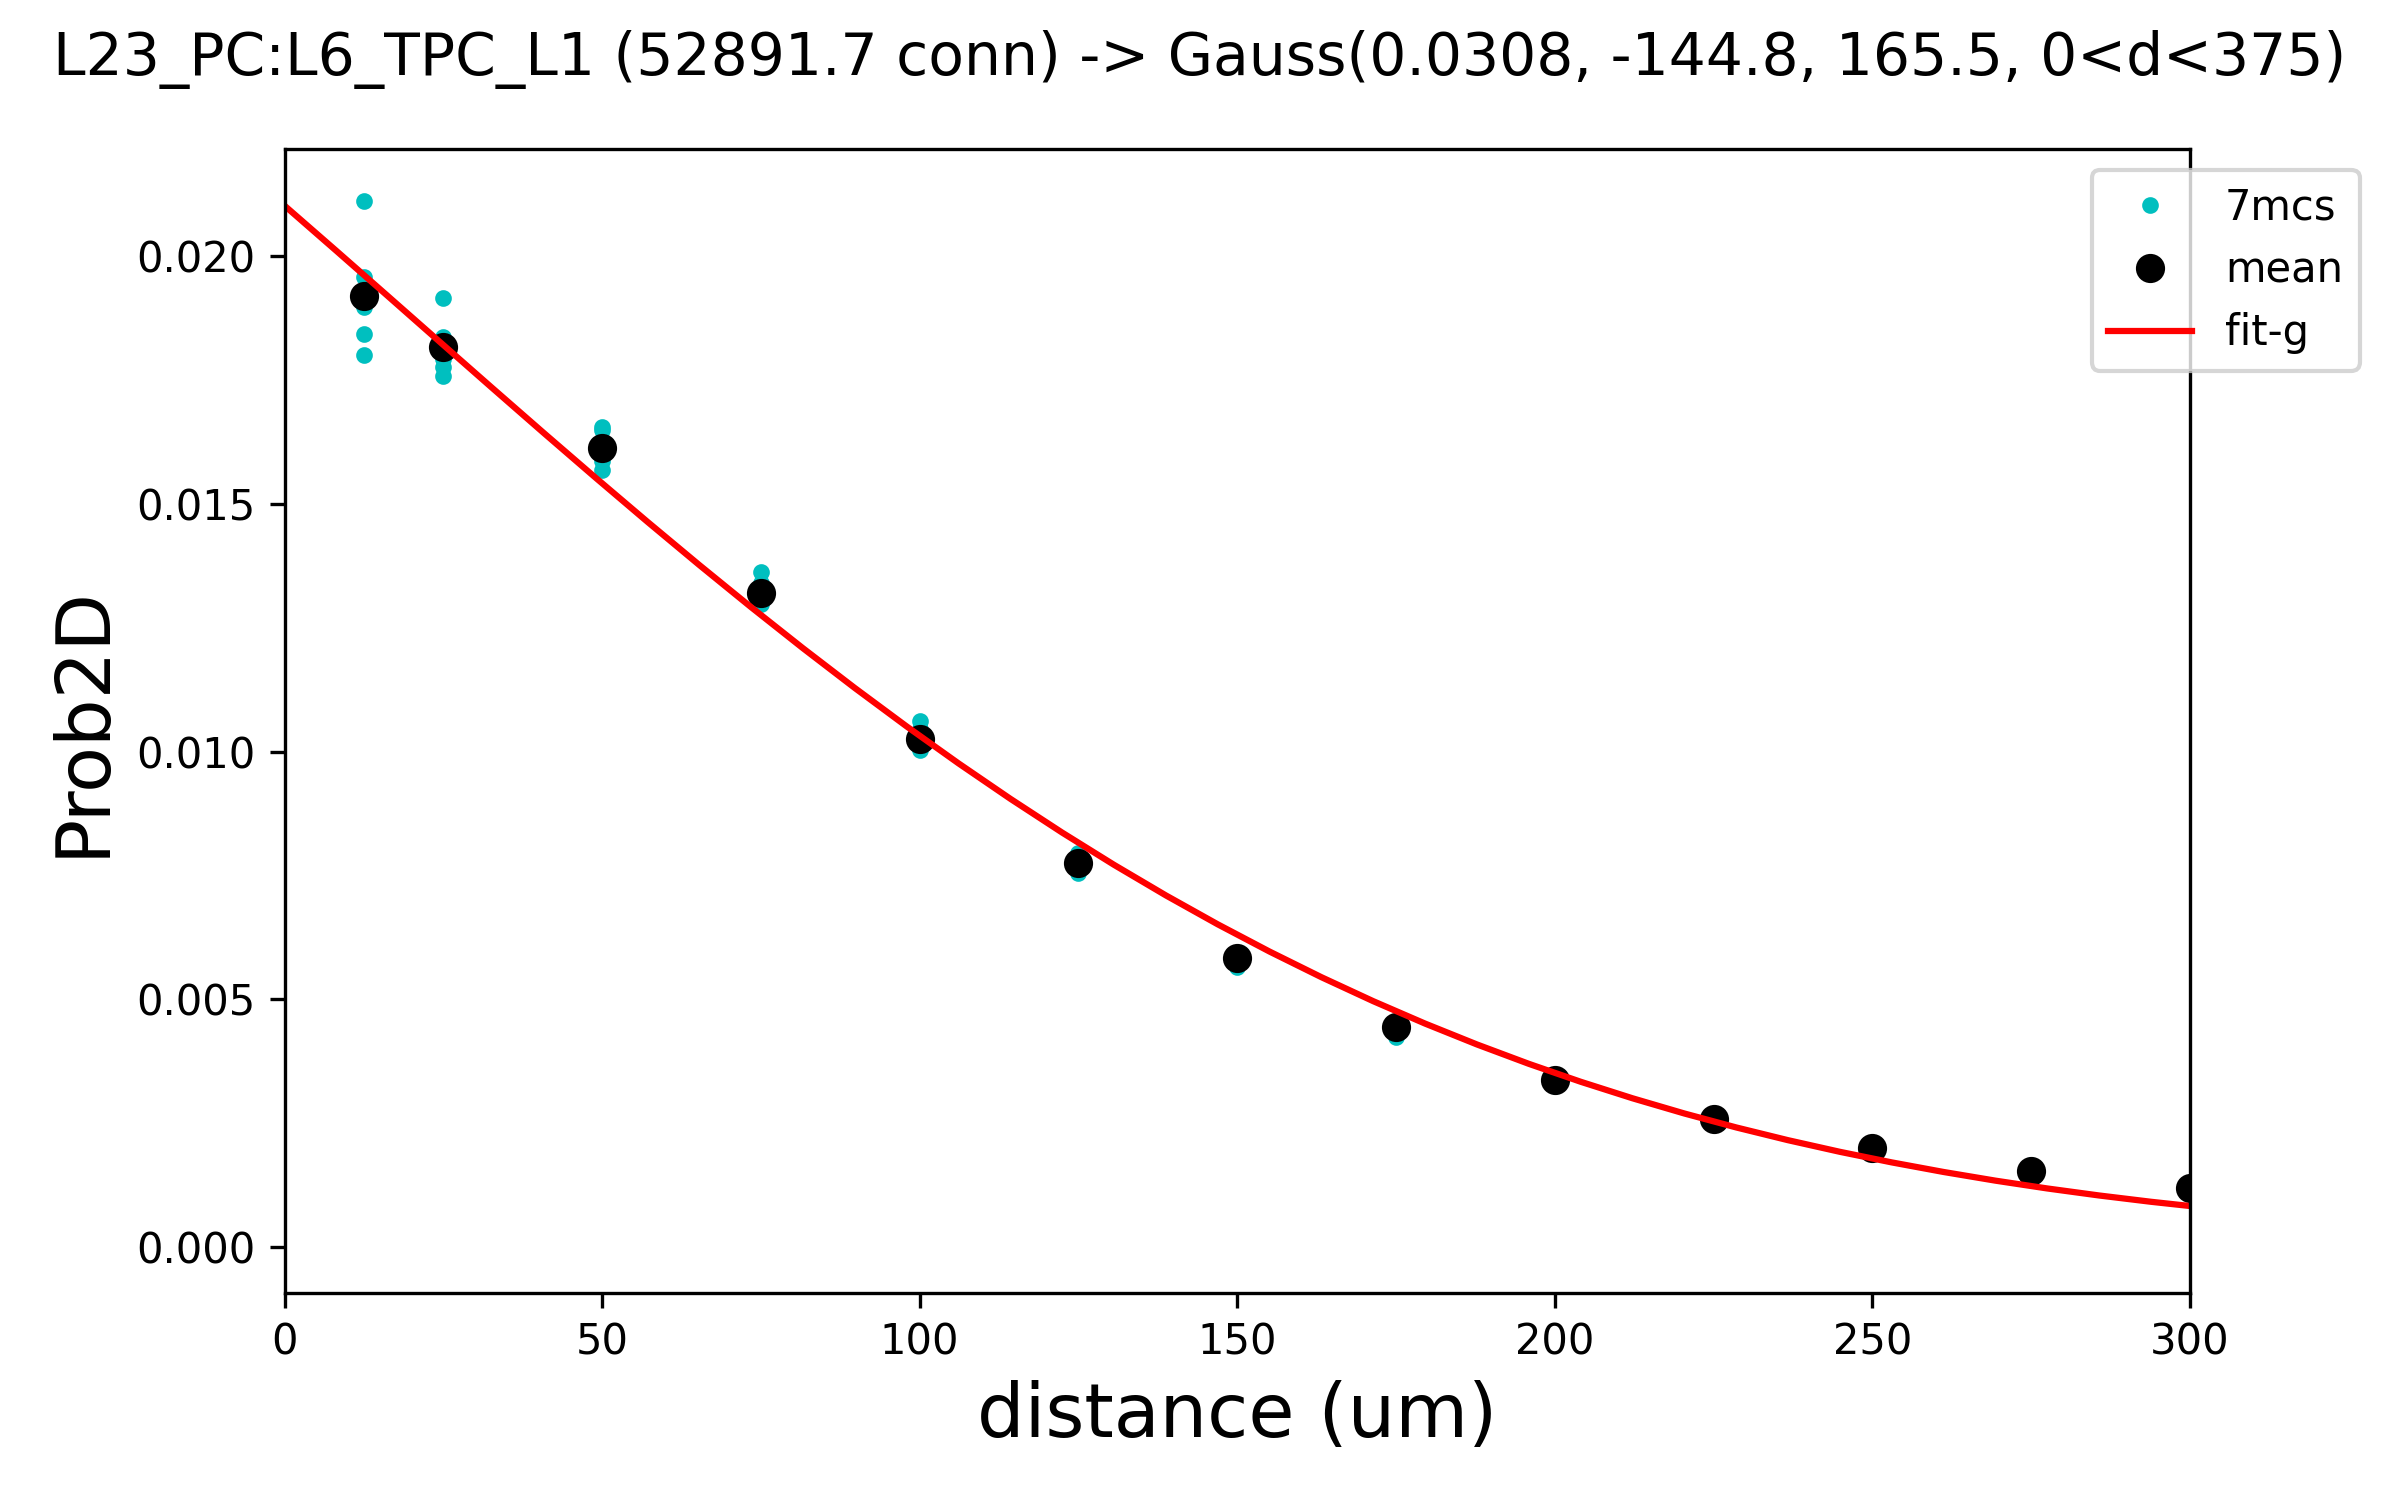 L23_PC:L6_TPC_L1 (52891.7 conn) -> Gauss(0.0308, -144.8, 165.5, 0<d<375)
7mcs
mean
fit-g
0.020
0.015
0.010
0.005
0.000
Prob2D
0 50 100 150 200 250 300
distance (um)